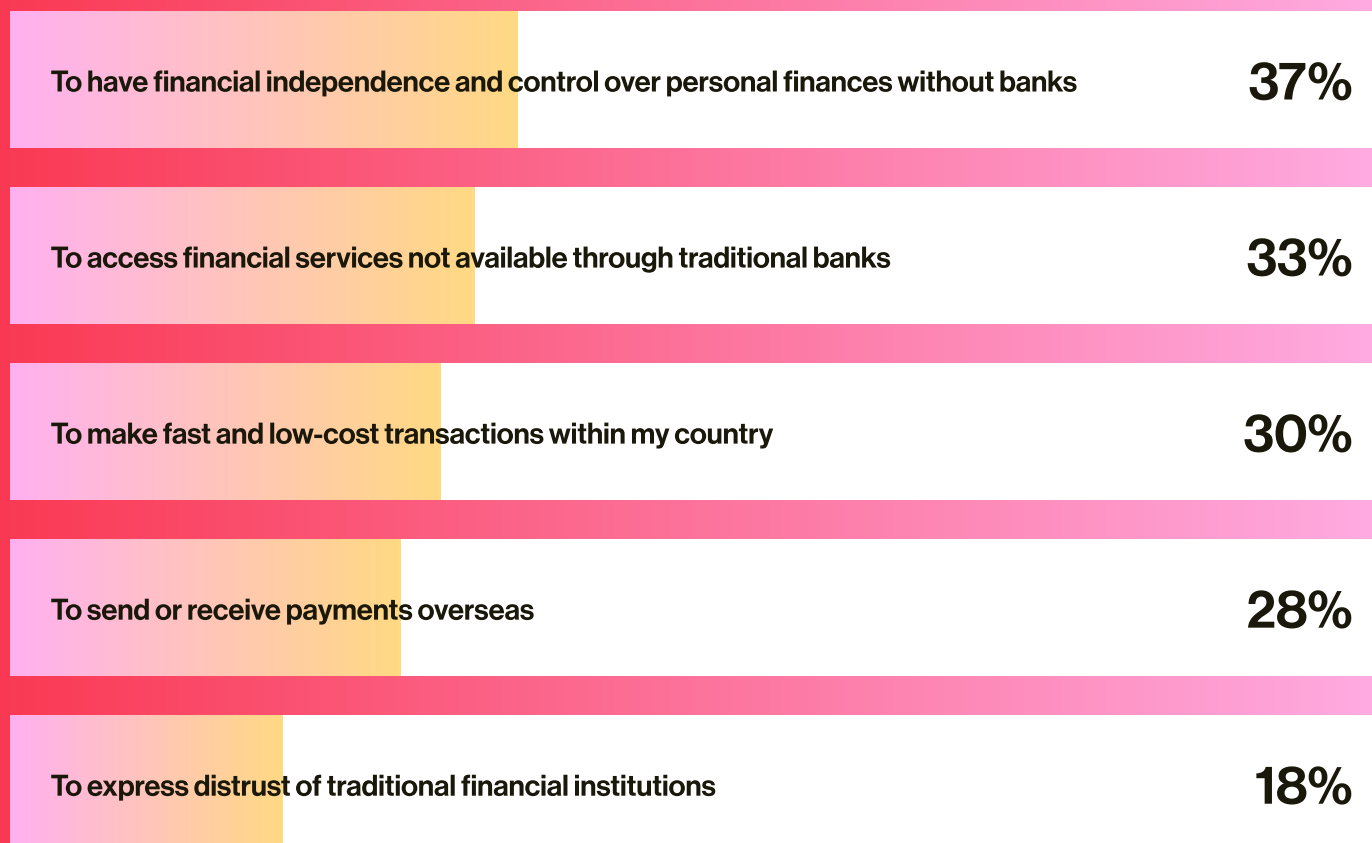 To have financial independence and control over personal finances without banks 37%
To access financial services not available through traditional banks 33%
To make fast and low-cost transactions within my country 30%
To send or receive payments overseas 28%
To express distrust of traditional financial institutions 18%